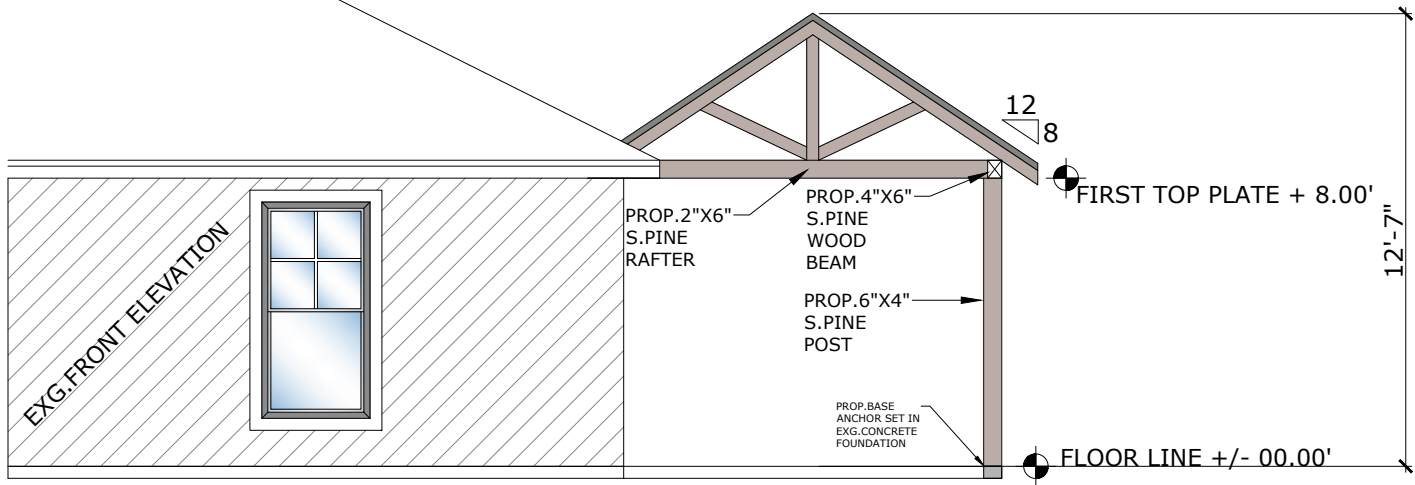 12
8
FIRST TOP PLATE + 8.00'
12'-7"
PROP.2"X6"
S.PINE
RAFTER
PROP.4"X6"
S.PINE
WOOD
BEAM
EXG.FRONT ELEVATION
PROP.6"X4"
S.PINE
POST
PROP.BASE
ANCHOR SET IN
EXG.CONCRETE
FOUNDATION
FLOOR LINE +/- 00.00'